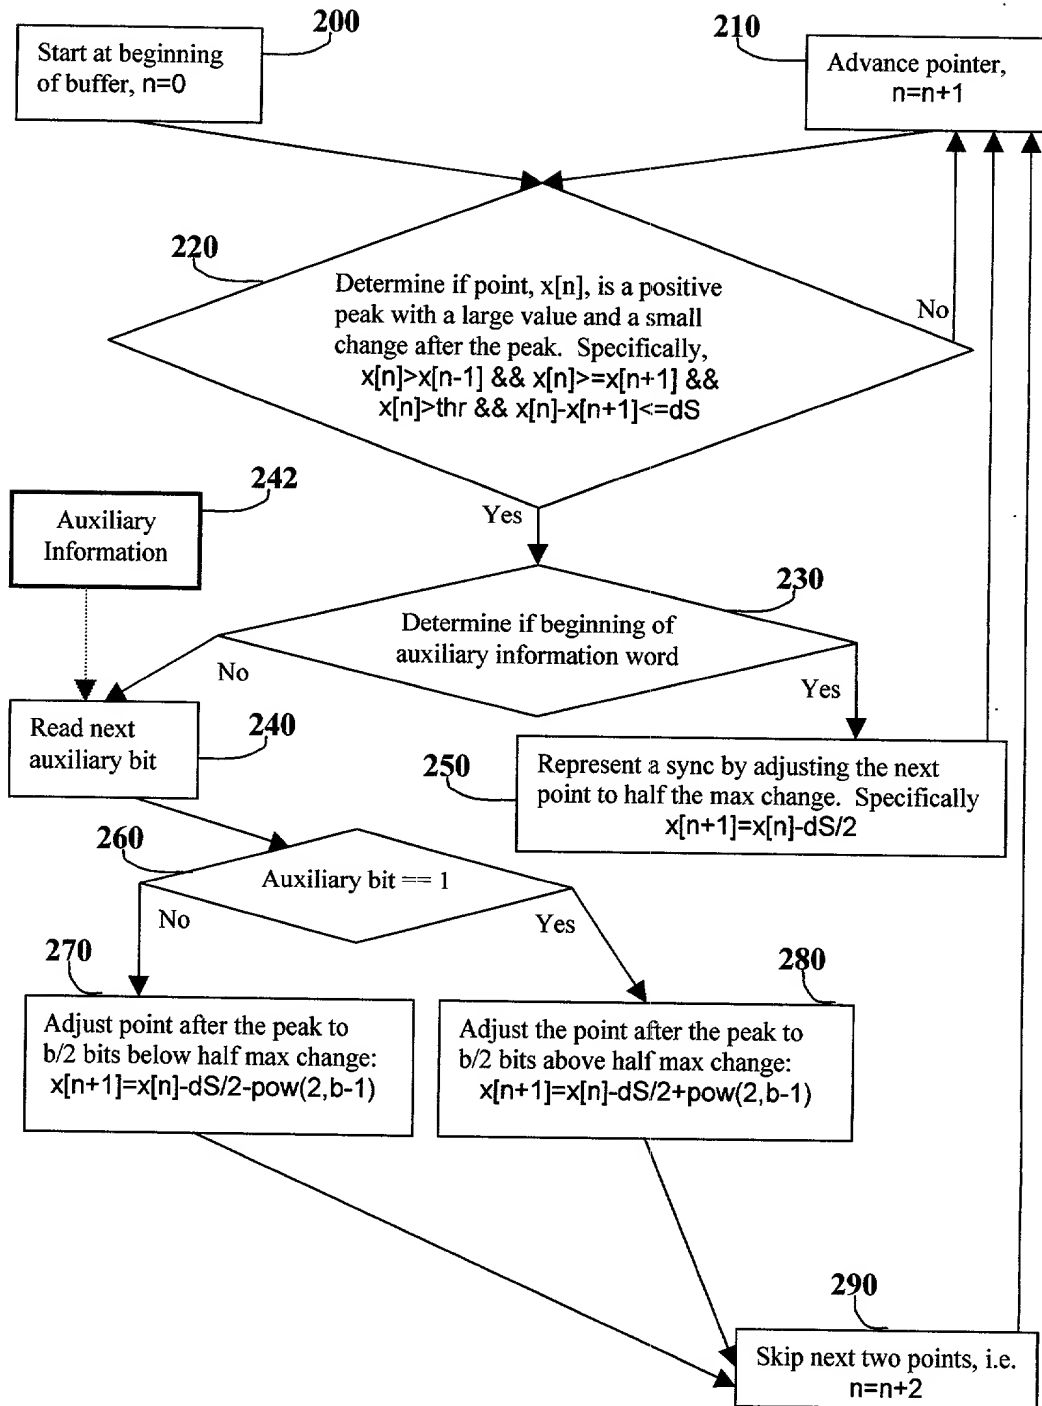 200
Start at beginning
of buffer, n=0
210
Advance pointer,
n=n+1
220
Determine if point, x[n], is a positive
peak with a large value and a small
change after the peak. Specifically,
x[n]>x[n-1] && x[n]>=x[n+1] &&
x[n]>thr && x[n]-x[n+1]<=dS
No
Yes
242
Auxiliary
Information
230
Determine if beginning of
auxiliary information word
No
Yes
240
Read next
auxiliary bit
250
Represent a sync by adjusting the next
point to half the max change. Specifically
x[n+1]=x[n]-dS/2
260
Auxiliary bit == 1
No
Yes
270
Adjust point after the peak to
b/2 bits below half max change:
x[n+1]=x[n]-dS/2-pow(2,b-1)
280
Adjust the point after the peak to
b/2 bits above half max change:
x[n+1]=x[n]-dS/2+pow(2,b-1)
290
Skip next two points, i.e.
n=n+2